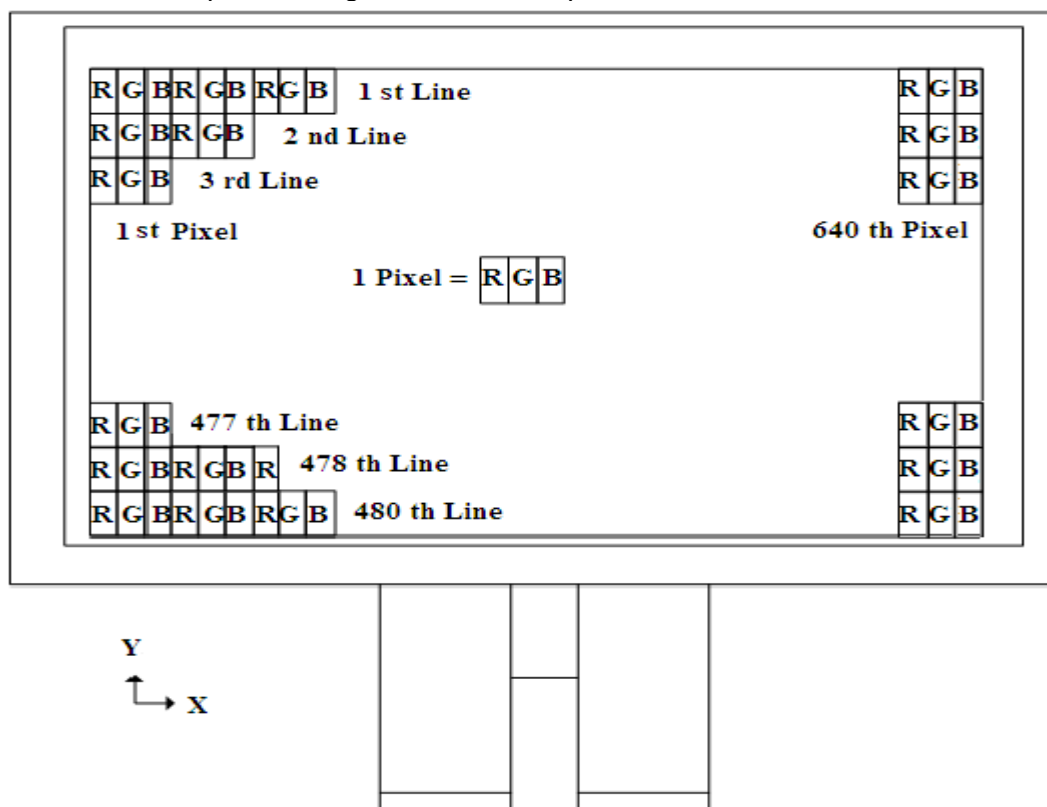 R G B R G B R G B 1 st Line R G B
R G B R G B 2 nd Line R G B
R G B 3 rd Line R G B
1 st Pixel 640 th Pixel
1 Pixel = R G B
R G B 477 th Line R G B
R G B R G B R 478 th Line R G B
R G B R G B R G B 480 th Line R G B
Y
X